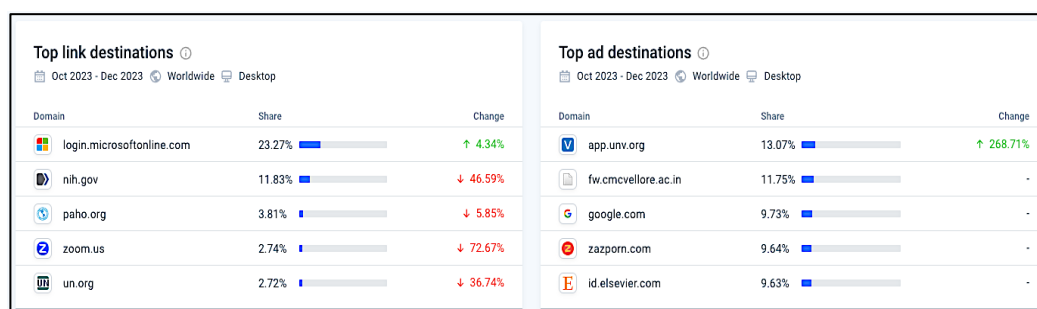 Top link destinations
Oct 2023 - Dec 2023 Worldwide Desktop
Domain Share Change
login.microsoftonline.com 23.27% ↑ 4.34%
nih.gov 11.83% ↓ 46.59%
paho.org 3.81% ↓ 5.85%
zoom.us 2.74% ↓ 72.67%
un.org 2.72% ↓ 36.74%
Top ad destinations
Oct 2023 - Dec 2023 Worldwide Desktop
Domain Share Change
app.unv.org 13.07% ↑ 268.71%
fw.cmcvellore.ac.in 11.75% -
google.com 9.73% -
zazporn.com 9.64% -
id.elsevier.com 9.63% -